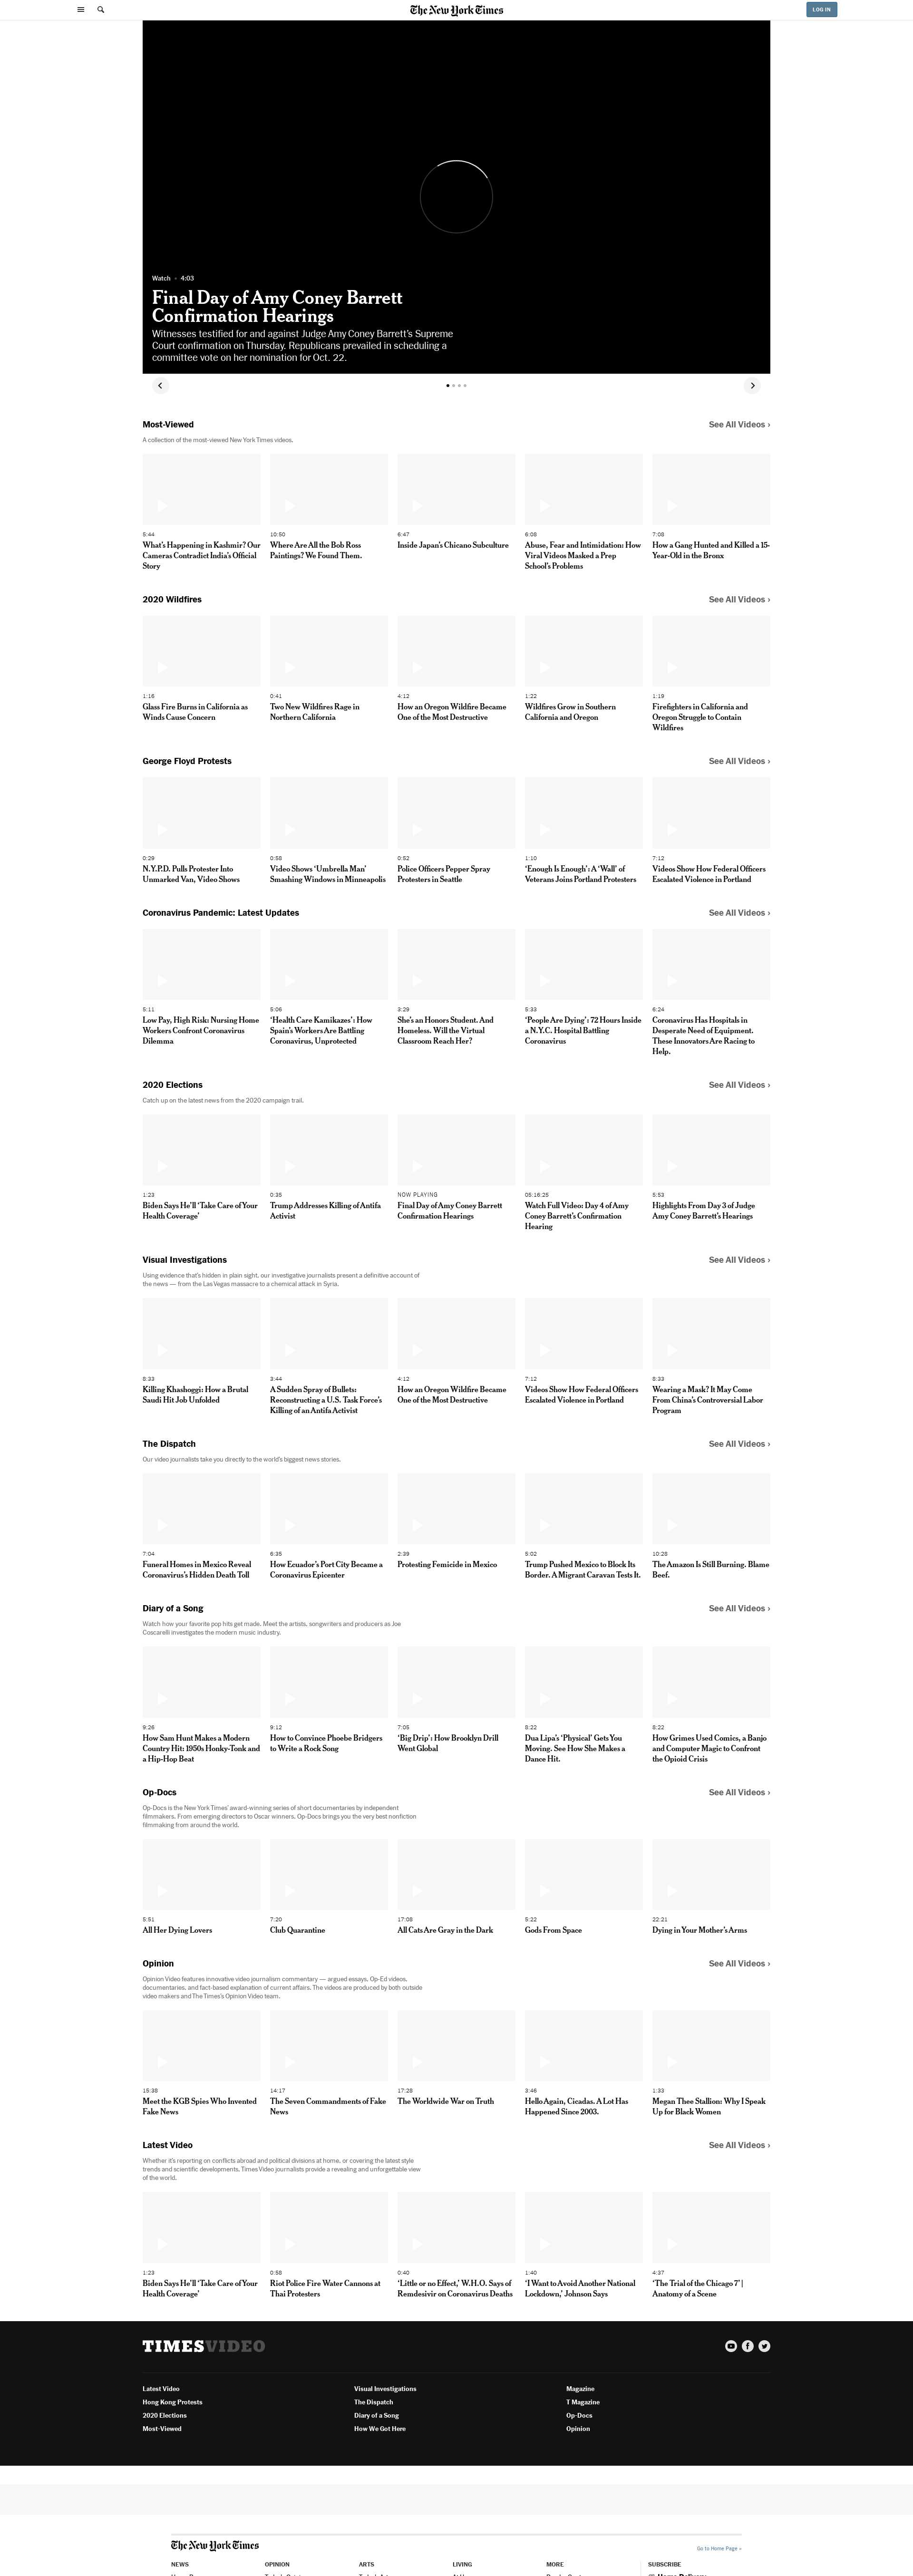 The New York Times
LOG IN
Watch • 4:03
Final Day of Amy Coney Barrett
Confirmation Hearings
Witnesses testified for and against Judge Amy Coney Barrett's Supreme
Court confirmation on Thursday. Republicans prevailed in scheduling a
committee vote on her nomination for Oct. 22.
Most-Viewed
See All Videos ›
A collection of the most-viewed New York Times videos.
5:44
What's Happening in Kashmir? Our
Cameras Contradict India's Official
Story
10:50
Where Are All the Bob Ross
Paintings? We Found Them.
6:47
Inside Japan's Chicano Subculture
6:08
Abuse, Fear and Intimidation: How
Viral Videos Masked a Prep
School's Problems
7:08
How a Gang Hunted and Killed a 15-
Year-Old in the Bronx
2020 Wildfires
See All Videos ›
1:16
Glass Fire Burns in California as
Winds Cause Concern
0:41
Two New Wildfires Rage in
Northern California
4:12
How an Oregon Wildfire Became
One of the Most Destructive
1:22
Wildfires Grow in Southern
California and Oregon
1:19
Firefighters in California and
Oregon Struggle to Contain
Wildfires
George Floyd Protests
See All Videos ›
0:29
N.Y.P.D. Pulls Protester Into
Unmarked Van, Video Shows
0:58
Video Shows ‘Umbrella Man’
Smashing Windows in Minneapolis
0:52
Police Officers Pepper Spray
Protesters in Seattle
1:10
‘Enough Is Enough’: A ‘Wall’ of
Veterans Joins Portland Protesters
7:12
Videos Show How Federal Officers
Escalated Violence in Portland
Coronavirus Pandemic: Latest Updates
See All Videos ›
5:11
Low Pay, High Risk: Nursing Home
Workers Confront Coronavirus
Dilemma
5:06
‘Health Care Kamikazes’: How
Spain's Workers Are Battling
Coronavirus, Unprotected
3:29
She's an Honors Student. And
Homeless. Will the Virtual
Classroom Reach Her?
5:33
‘People Are Dying’: 72 Hours Inside
a N.Y.C. Hospital Battling
Coronavirus
6:24
Coronavirus Has Hospitals in
Desperate Need of Equipment.
These Innovators Are Racing to
Help.
2020 Elections
See All Videos ›
Catch up on the latest news from the 2020 campaign trail.
1:23
Biden Says He'll ‘Take Care of Your
Health Coverage’
0:35
Trump Addresses Killing of Antifa
Activist
NOW PLAYING
Final Day of Amy Coney Barrett
Confirmation Hearings
05:16:25
Watch Full Video: Day 4 of Amy
Coney Barrett's Confirmation
Hearing
5:53
Highlights From Day 3 of Judge
Amy Coney Barrett's Hearings
Visual Investigations
See All Videos ›
Using evidence that's hidden in plain sight, our investigative journalists present a definitive account of
the news — from the Las Vegas massacre to a chemical attack in Syria.
8:33
Killing Khashoggi: How a Brutal
Saudi Hit Job Unfolded
3:44
A Sudden Spray of Bullets:
Reconstructing a U.S. Task Force's
Killing of an Antifa Activist
4:12
How an Oregon Wildfire Became
One of the Most Destructive
7:12
Videos Show How Federal Officers
Escalated Violence in Portland
8:33
Wearing a Mask? It May Come
From China's Controversial Labor
Program
The Dispatch
See All Videos ›
Our video journalists take you directly to the world's biggest news stories.
7:04
Funeral Homes in Mexico Reveal
Coronavirus's Hidden Death Toll
6:35
How Ecuador's Port City Became a
Coronavirus Epicenter
2:39
Protesting Femicide in Mexico
5:02
Trump Pushed Mexico to Block Its
Border. A Migrant Caravan Tests It.
10:28
The Amazon Is Still Burning. Blame
Beef.
Diary of a Song
See All Videos ›
Watch how your favorite pop hits get made. Meet the artists, songwriters and producers as Joe
Coscarelli investigates the modern music industry.
9:26
How Sam Hunt Makes a Modern
Country Hit: 1950s Honky-Tonk and
a Hip-Hop Beat
9:12
How to Convince Phoebe Bridgers
to Write a Rock Song
7:05
‘Big Drip’: How Brooklyn Drill
Went Global
8:22
Dua Lipa's ‘Physical’ Gets You
Moving. See How She Makes a
Dance Hit.
8:22
How Grimes Used Comics, a Banjo
and Computer Magic to Confront
the Opioid Crisis
Op-Docs
See All Videos ›
Op-Docs is the New York Times' award-winning series of short documentaries by independent
filmmakers. From emerging directors to Oscar winners, Op-Docs brings you the very best nonfiction
filmmaking from around the world.
5:51
All Her Dying Lovers
7:20
Club Quarantine
17:08
All Cats Are Gray in the Dark
5:22
Gods From Space
22:21
Dying in Your Mother's Arms
Opinion
See All Videos ›
Opinion Video features innovative video journalism commentary — argued essays, Op-Ed videos,
documentaries, and fact-based explanation of current affairs. The videos are produced by both outside
video makers and The Times's Opinion Video team.
15:38
Meet the KGB Spies Who Invented
Fake News
14:17
The Seven Commandments of Fake
News
17:28
The Worldwide War on Truth
3:46
Hello Again, Cicadas. A Lot Has
Happened Since 2003.
1:33
Megan Thee Stallion: Why I Speak
Up for Black Women
Latest Video
See All Videos ›
Whether it's reporting on conflicts abroad and political divisions at home, or covering the latest style
trends and scientific developments, Times Video journalists provide a revealing and unforgettable view
of the world.
1:23
Biden Says He'll ‘Take Care of Your
Health Coverage’
0:58
Riot Police Fire Water Cannons at
Thai Protesters
0:40
‘Little or no Effect,’ W.H.O. Says of
Remdesivir on Coronavirus Deaths
1:40
‘I Want to Avoid Another National
Lockdown,’ Johnson Says
4:37
‘The Trial of the Chicago 7’ |
Anatomy of a Scene
TIMESVIDEO
Latest Video
Hong Kong Protests
2020 Elections
Most-Viewed
Visual Investigations
The Dispatch
Diary of a Song
How We Got Here
Magazine
T Magazine
Op-Docs
Opinion
The New York Times
Go to Home Page »
NEWS
OPINION
ARTS
LIVING
MORE
SUBSCRIBE